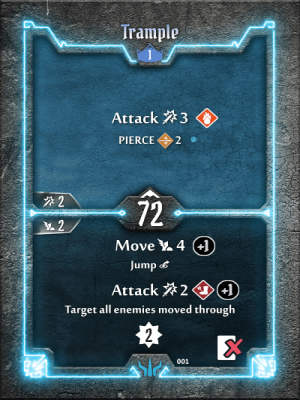 Trample
1
Attack 3
PIERCE 2
2
72
2
Move 4 +1
Jump
Attack 2 +1
Target all enemies moved through
2
001